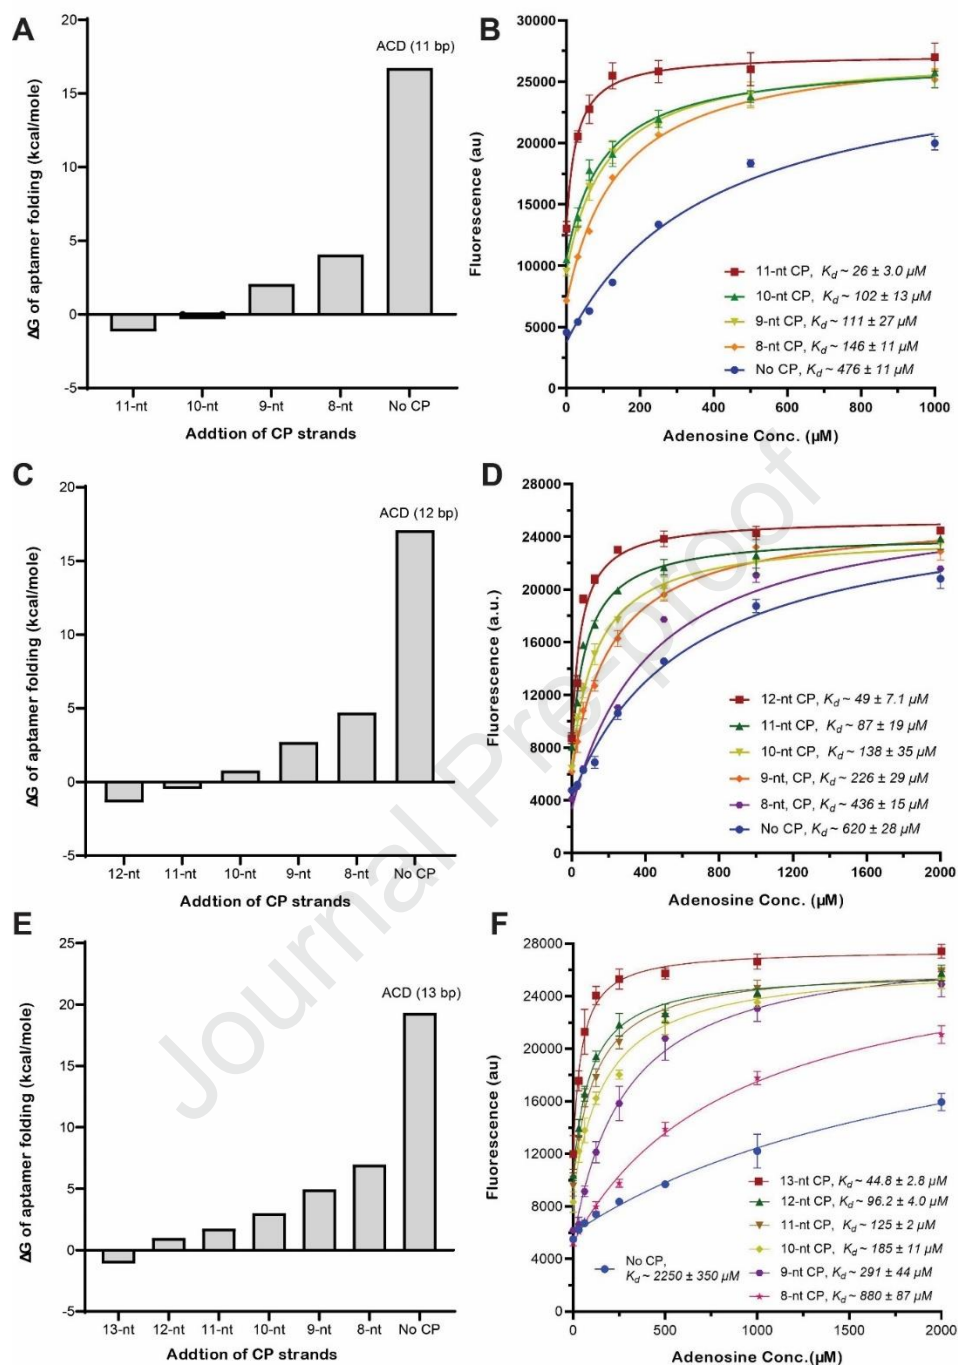 A
20
15
10
5
0
-5
ΔG of aptamer folding (kcal/mole)
ACD (11 bp)
11-nt 10-nt 9-nt 8-nt No CP
Addtion of CP strands
B
30000
25000
20000
15000
10000
5000
0
Fluorescence (au)
11-nt CP, Kd ~ 26 ± 3.0 µM
10-nt CP, Kd ~ 102 ± 13 µM
9-nt CP, Kd ~ 111 ± 27 µM
8-nt CP, Kd ~ 146 ± 11 µM
No CP, Kd ~ 476 ± 11 µM
0 200 400 600 800 1000
Adenosine Conc. (µM)
C
20
15
10
5
0
-5
ΔG of aptamer folding (kcal/mole)
ACD (12 bp)
12-nt 11-nt 10-nt 9-nt 8-nt No CP
Addtion of CP strands
D
28000
24000
20000
16000
12000
8000
4000
0
Fluorescence (a.u.)
12-nt CP, Kd ~ 49 ± 7.1 µM
11-nt CP, Kd ~ 87 ± 19 µM
10-nt CP, Kd ~ 138 ± 35 µM
9-nt, CP, Kd ~ 226 ± 29 µM
8-nt, CP, Kd ~ 436 ± 15 µM
No CP, Kd ~ 620 ± 28 µM
0 400 800 1200 1600 2000
Adenosine Conc. (µM)
E
25
20
15
10
5
0
-5
ΔG of aptamer folding (kcal/mole)
ACD (13 bp)
13-nt 12-nt 11-nt 10-nt 9-nt 8-nt No CP
Addtion of CP strands
F
28000
24000
20000
16000
12000
8000
4000
0
Fluorescence (au)
13-nt CP, Kd ~ 44.8 ± 2.8 µM
12-nt CP, Kd ~ 96.2 ± 4.0 µM
11-nt CP, Kd ~ 125 ± 2 µM
10-nt CP, Kd ~ 185 ± 11 µM
9-nt CP, Kd ~ 291 ± 44 µM
8-nt CP, Kd ~ 880 ± 87 µM
No CP,
Kd ~ 2250 ± 350 µM
0 500 1000 1500 2000
Adenosine Conc.(µM)
Journal Pre-proof